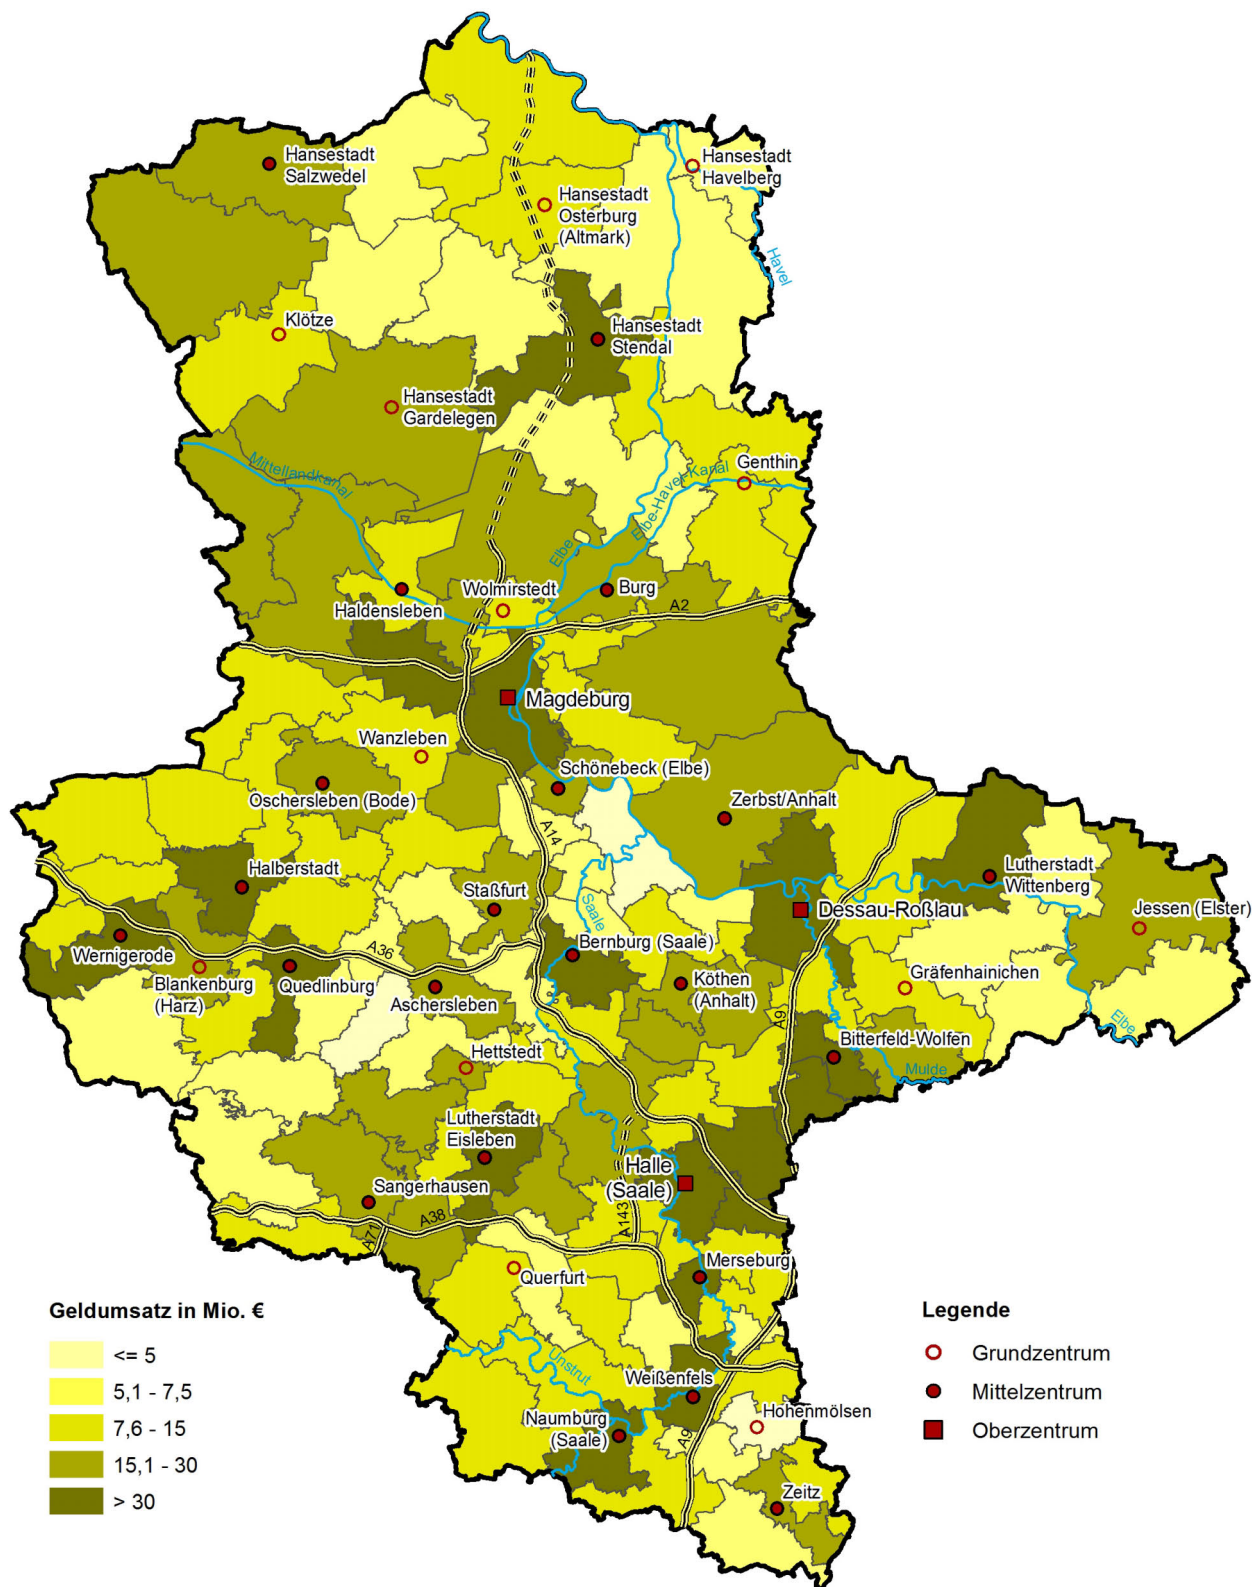 Hansestadt
Salzwedel
Hansestadt
Havelberg
Hansestadt
Osterburg
(Altmark)
Havel
Klötze
Hansestadt
Stendal
Hansestadt
Gardelegen
Mittellandkanal
Genthin
Elbe-Havel-Kanal
Elbe
Wolmirstedt
Burg
Haldensleben
A2
Magdeburg
Wanzleben
Schönebeck (Elbe)
Oschersleben (Bode)
Zerbst/Anhalt
A14
Halberstadt
Staßfurt
Saale
Lutherstadt
Wittenberg
Dessau-Roßlau
Jessen (Elster)
Wernigerode
A36
Bernburg (Saale)
Blankenburg
(Harz)
Quedlinburg
Aschersleben
Köthen
(Anhalt)
Gräfenhainichen
A9
Elbe
Bitterfeld-Wolfen
Hettstedt
Mulde
Lutherstadt
Eisleben
Halle
(Saale)
Sangerhausen
A38
A71
A143
Merseburg
Querfurt
Geldumsatz in Mio. €
<= 5
5,1 - 7,5
7,6 - 15
15,1 - 30
> 30
Unstrut
Weißenfels
Naumburg
(Saale)
A9
Hohenmölsen
Zeitz
Legende
Grundzentrum
Mittelzentrum
Oberzentrum